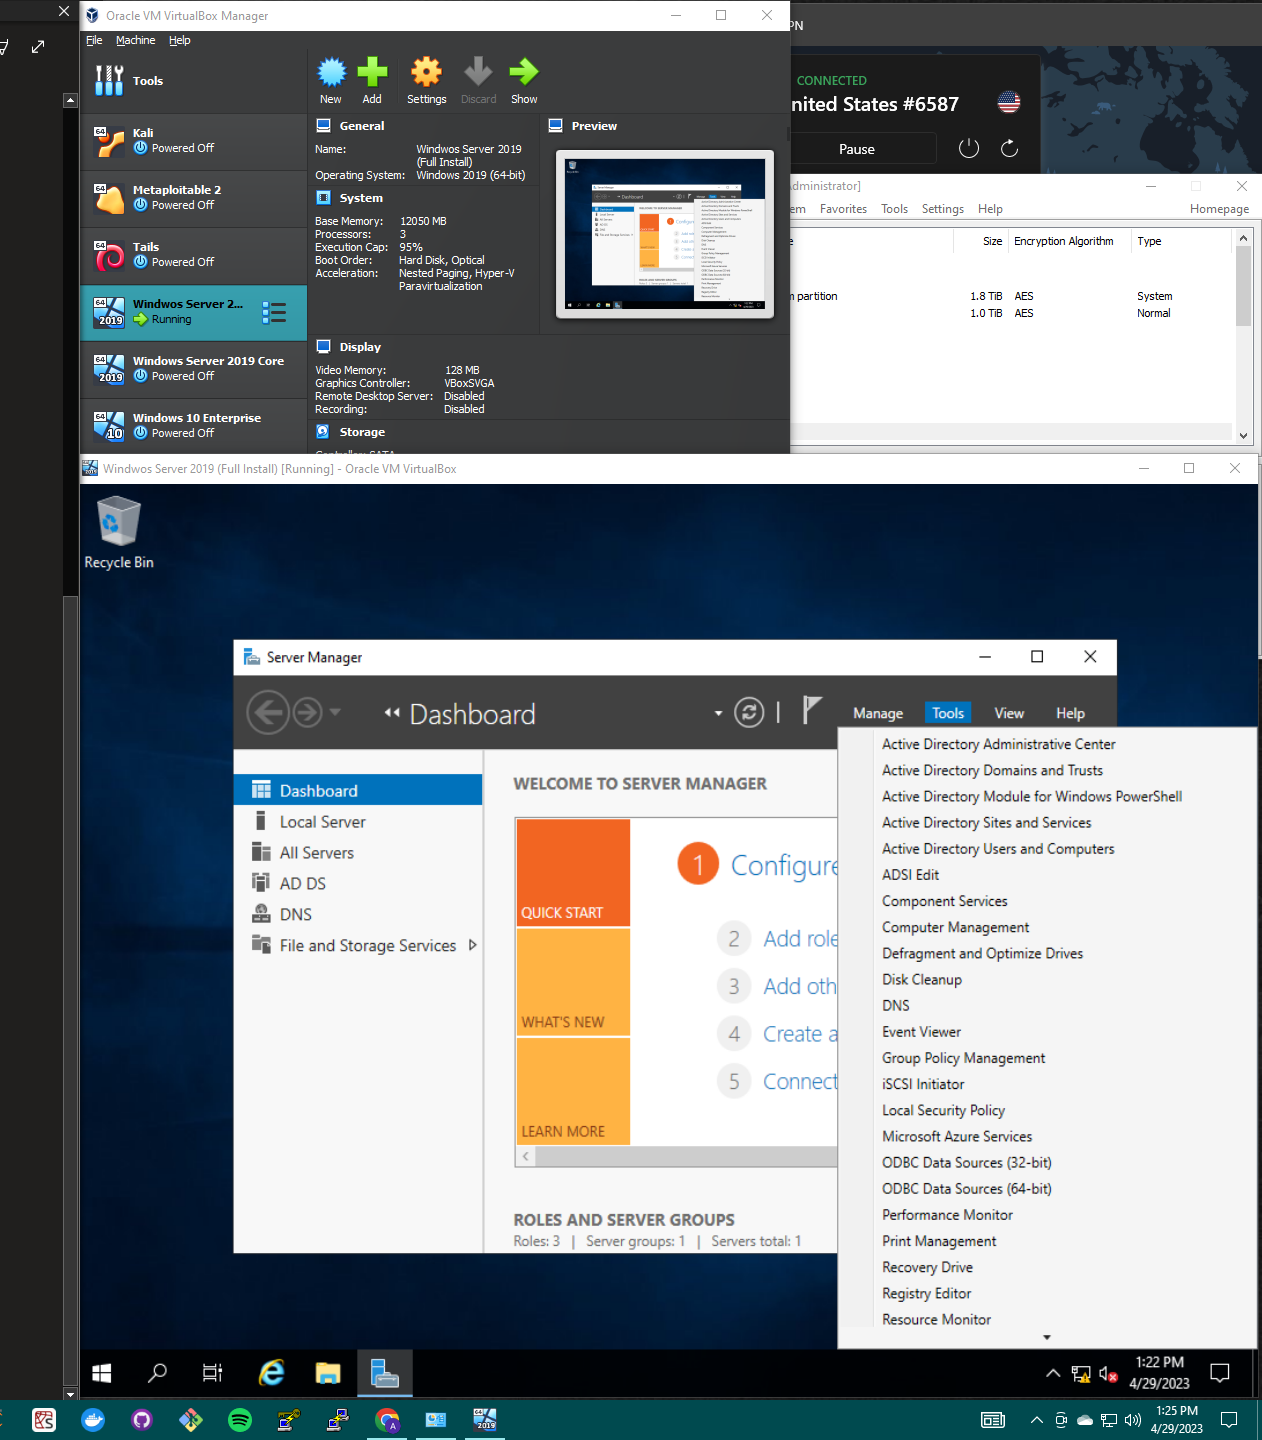 Oracle VM VirtualBox Manager
File Machine Help
Tools
New Add Settings Discard Show
Kali
Powered Off
Metaploitable 2
Powered Off
Tails
Powered Off
Windwos Server 2...
Running
Windows Server 2019 Core
Powered Off
Windows 10 Enterprise
Powered Off
General
Name: Windwos Server 2019
(Full Install)
Operating System: Windows 2019 (64-bit)
System
Base Memory: 12050 MB
Processors: 3
Execution Cap: 95%
Boot Order: Hard Disk, Optical
Acceleration: Nested Paging, Hyper-V
Paravirtualization
Display
Video Memory: 128 MB
Graphics Controller: VBoxSVGA
Remote Desktop Server: Disabled
Recording: Disabled
Storage
Preview
PN
CONNECTED
nited States #6587
Pause
dministrator]
em Favorites Tools Settings Help Homepage
e Size Encryption Algorithm Type
m partition 1.8 TiB AES System
1.0 TiB AES Normal
Windwos Server 2019 (Full Install) [Running] - Oracle VM VirtualBox
Recycle Bin
Server Manager
Dashboard
Manage Tools View Help
Dashboard
Local Server
All Servers
AD DS
DNS
File and Storage Services
WELCOME TO SERVER MANAGER
QUICK START
WHAT'S NEW
LEARN MORE
1 Configure
2 Add role
3 Add oth
4 Create a
5 Connect
ROLES AND SERVER GROUPS
Roles: 3 | Server groups: 1 | Servers total: 1
Active Directory Administrative Center
Active Directory Domains and Trusts
Active Directory Module for Windows PowerShell
Active Directory Sites and Services
Active Directory Users and Computers
ADSI Edit
Component Services
Computer Management
Defragment and Optimize Drives
Disk Cleanup
DNS
Event Viewer
Group Policy Management
iSCSI Initiator
Local Security Policy
Microsoft Azure Services
ODBC Data Sources (32-bit)
ODBC Data Sources (64-bit)
Performance Monitor
Print Management
Recovery Drive
Registry Editor
Resource Monitor
1:22 PM
4/29/2023
1:25 PM
4/29/2023